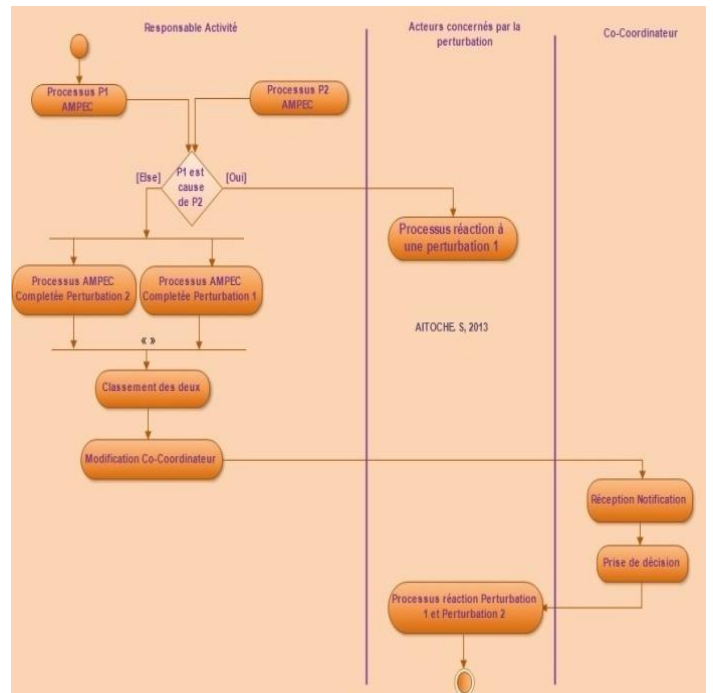 Responsable Activité
Acteurs concernés par la
perturbation
Co-Coordinateur
Processus P1
AMPEC
Processus P2
AMPEC
P1 est
cause
de P2
[Else]
[Oui]
Processus réaction à
une perturbation 1
Processus AMPEC
Completée Perturbation 2
Processus AMPEC
Completée Perturbation 1
AITOCHE. S, 2013
« »
Classement des deux
Modification Co-Coordinateur
Réception Notification
Prise de décision
Processus réaction Perturbation
1 et Perturbation 2